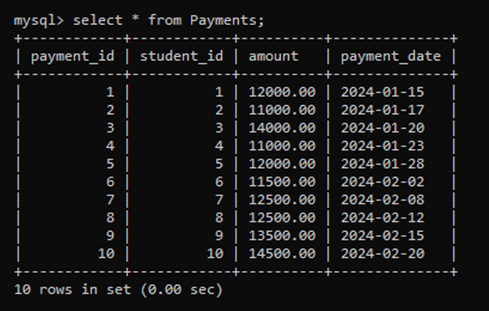 mysql> select * from Payments;
+------------+------------+----------+--------------+
| payment_id | student_id | amount   | payment_date |
+------------+------------+----------+--------------+
|          1 |          1 | 12000.00 | 2024-01-15   |
|          2 |          2 | 11000.00 | 2024-01-17   |
|          3 |          3 | 14000.00 | 2024-01-20   |
|          4 |          4 | 11000.00 | 2024-01-23   |
|          5 |          5 | 12000.00 | 2024-01-28   |
|          6 |          6 | 11500.00 | 2024-02-02   |
|          7 |          7 | 12500.00 | 2024-02-08   |
|          8 |          8 | 12500.00 | 2024-02-12   |
|          9 |          9 | 13500.00 | 2024-02-15   |
|         10 |         10 | 14500.00 | 2024-02-20   |
+------------+------------+----------+--------------+
10 rows in set (0.00 sec)